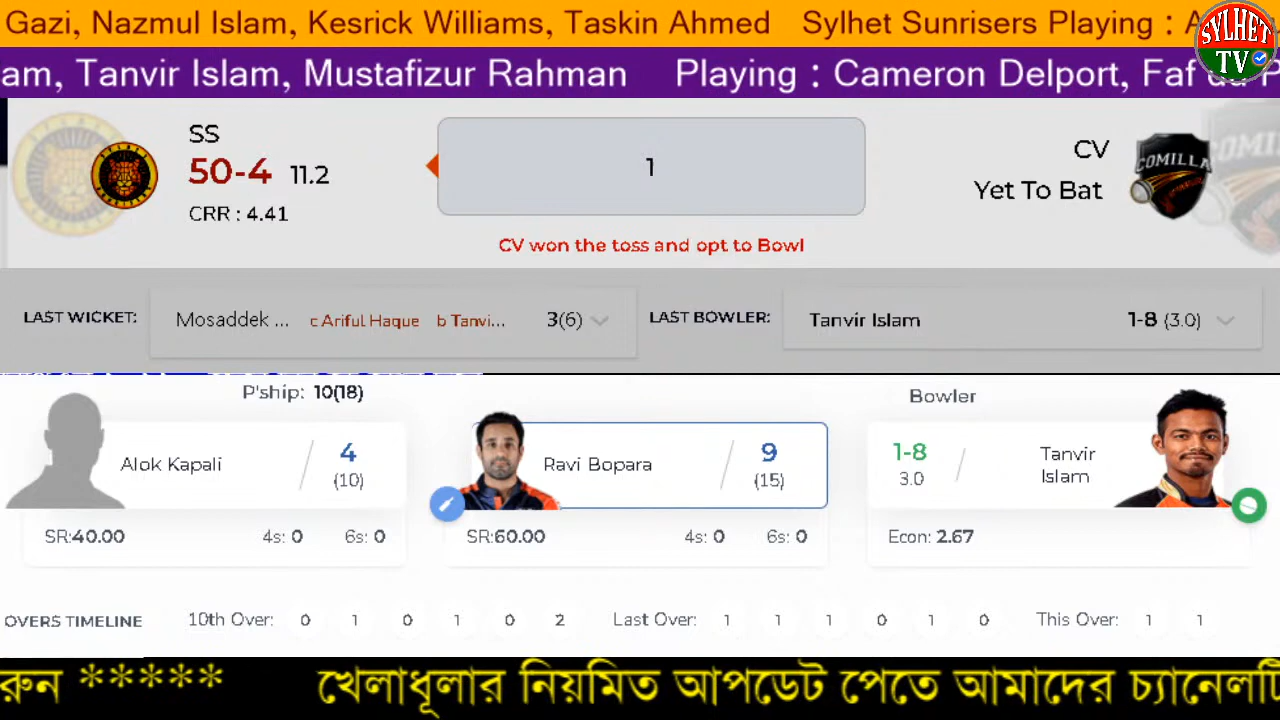 Gazi, Nazmul Islam, Kesrick Williams, Taskin Ahmed Sylhet Sunrisers Playing : A
SYLHET
TV
am, Tanvir Islam, Mustafizur Rahman Playing : Cameron Delport, Faf du P
SS
50-4 11.2
CRR : 4.41
1
CV won the toss and opt to Bowl
CV
Yet To Bat
COMILLA
LAST WICKET: Mosaddek ... c Ariful Haque b Tanvi... 3(6)
LAST BOWLER: Tanvir Islam 1-8 (3.0)
P'ship: 10(18)
Alok Kapali 4 (10)
SR:40.00 4s: 0 6s: 0
Ravi Bopara 9 (15)
SR:60.00 4s: 0 6s: 0
Bowler
1-8 3.0 Tanvir Islam
Econ: 2.67
OVERS TIMELINE 10th Over: 0 1 0 1 0 2 Last Over: 1 1 1 0 1 0 This Over: 1 1
রুন ***** খেলাধূলার নিয়মিত আপডেট পেতে আমাদের চ্যানেলটি